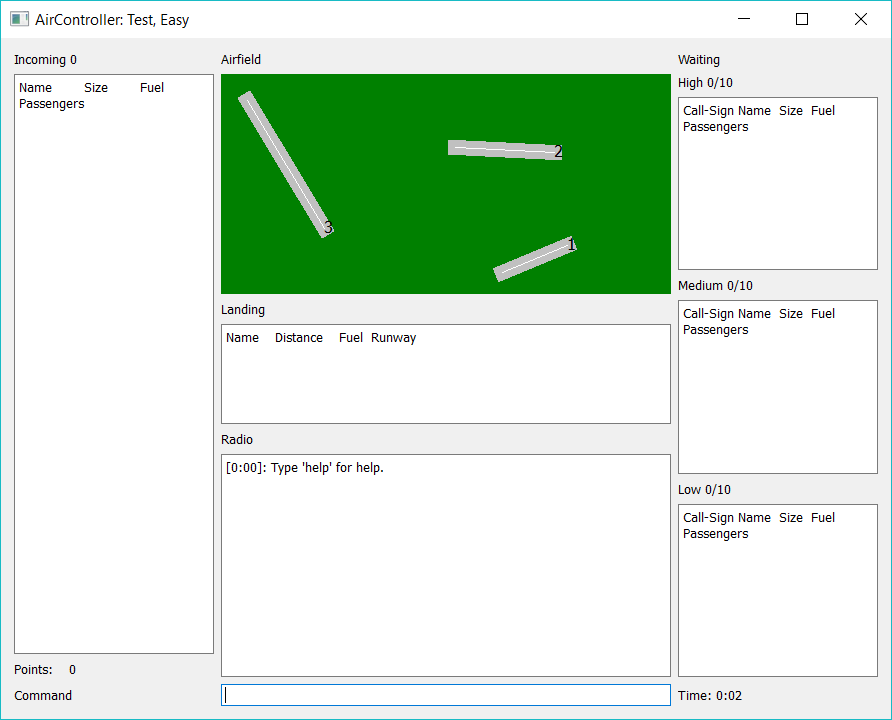 AirController: Test, Easy
Incoming 0
Name Size Fuel
Passengers
Points: 0
Command
Airfield
3
2
1
Landing
Name Distance Fuel Runway
Radio
[0:00]: Type 'help' for help.
Waiting
High 0/10
Call-Sign Name Size Fuel
Passengers
Medium 0/10
Call-Sign Name Size Fuel
Passengers
Low 0/10
Call-Sign Name Size Fuel
Passengers
Time: 0:02